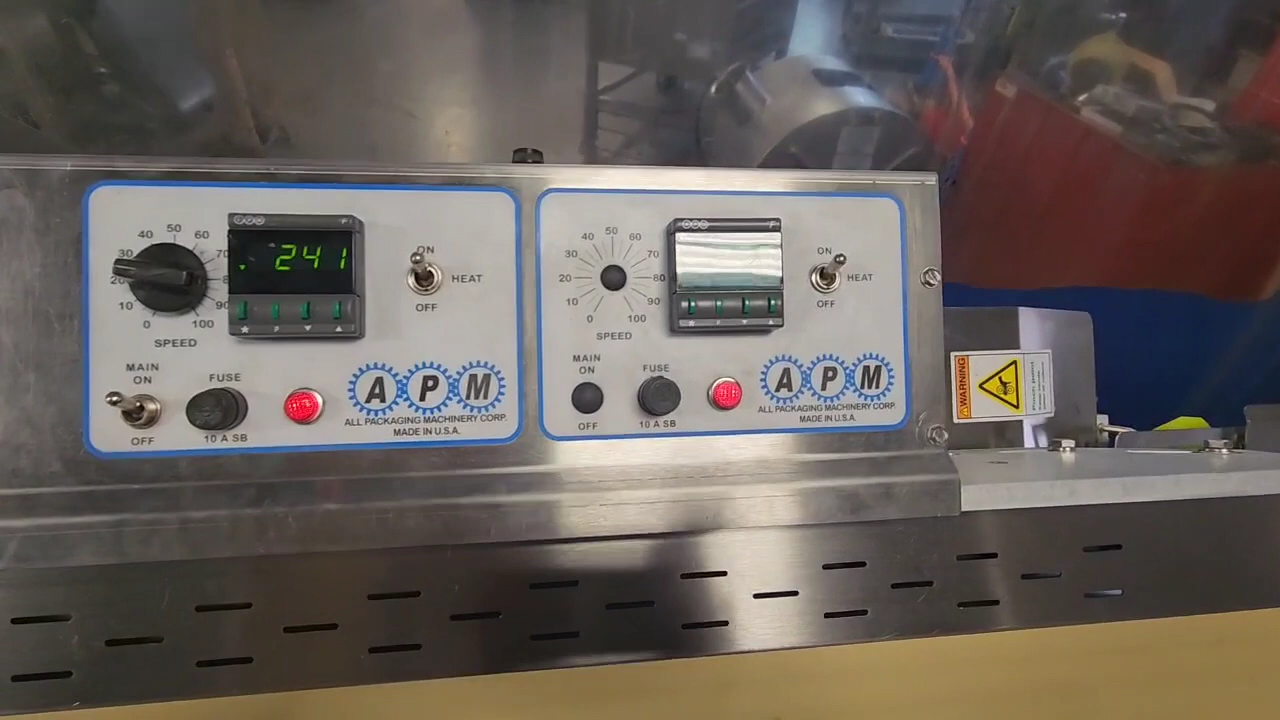 50
40
60
30
70
20
80
10
90
0
100
SPEED
241
°F
P
ON
HEAT
OFF
MAIN
ON
OFF
FUSE
10 A SB
APM
ALL PACKAGING MACHINERY CORP.
MADE IN U.S.A.
50
40
60
30
70
20
80
10
90
0
100
SPEED
P
ON
HEAT
OFF
MAIN
ON
OFF
FUSE
10 A SB
APM
ALL PACKAGING MACHINERY CORP.
MADE IN U.S.A.
WARNING